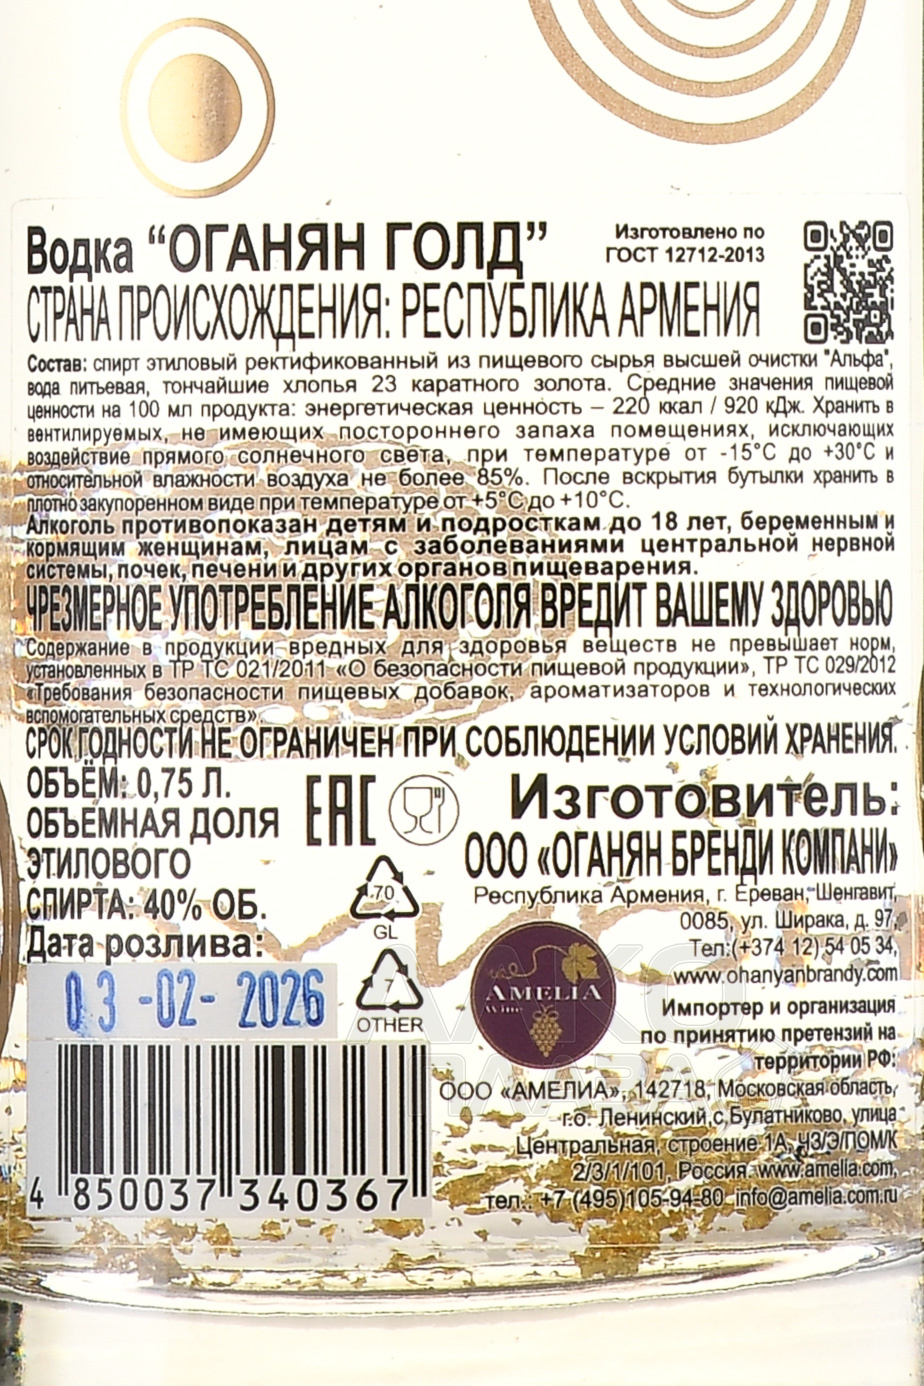 Водка “ОГАНЯН ГОЛД”
Изготовлено по
ГОСТ 12712-2013
СТРАНА ПРОИСХОЖДЕНИЯ: РЕСПУБЛИКА АРМЕНИЯ
Состав: спирт этиловый ректификованный из пищевого сырья высшей очистки "Альфа",
вода питьевая, тончайшие хлопья 23 каратного золота. Средние значения пищевой
ценности на 100 мл продукта: энергетическая ценность – 220 ккал / 920 кДж. Хранить в
вентилируемых, не имеющих постороннего запаха помещениях, исключающих
воздействие прямого солнечного света, при температуре от -15°С до +30°С и
относительной влажности воздуха не более 85%. После вскрытия бутылки хранить в
плотно закупоренном виде при температуре от +5°С до +10°С.
Алкоголь противопоказан детям и подросткам до 18 лет, беременным и
кормящим женщинам, лицам с заболеваниями центральной нервной
системы, почек, печени и других органов пищеварения.
ЧРЕЗМЕРНОЕ УПОТРЕБЛЕНИЕ АЛКОГОЛЯ ВРЕДИТ ВАШЕМУ ЗДОРОВЬЮ
Содержание в продукции вредных для здоровья веществ не превышает норм,
установленных в ТР ТС 021/2011 «О безопасности пищевой продукции», ТР ТС 029/2012
«Требования безопасности пищевых добавок, ароматизаторов и технологических
вспомогательных средств».
СРОК ГОДНОСТИ НЕ ОГРАНИЧЕН ПРИ СОБЛЮДЕНИИ УСЛОВИЙ ХРАНЕНИЯ.
ОБЪЁМ: 0,75 Л.
ОБЪЁМНАЯ ДОЛЯ
ЭТИЛОВОГО
СПИРТА: 40% ОБ.
Дата розлива:
03-02-2026
4 850037 340367
EAC
70
GL
7
OTHER
Изготовитель:
ООО «ОГАНЯН БРЕНДИ КОМПАНИ»
Республика Армения, г. Ереван, Шенгавит,
0085, ул. Ширака, д. 97,
Тел:(+374 12) 54 05 34,
www.ohanyanbrandy.com
AMELIA
Wine
Импортер и организация
по принятию претензий на
территории РФ:
ООО «АМЕЛИА», 142718, Московская область,
г.о. Ленинский,с.Булатниково, улица
Центральная, строение 1А, ЧЗ/Э/ПОМ/К
2/3/1/101, Россия. www.amelia.com,
тел.: +7 (495)105-94-80 info@amelia.com.ru